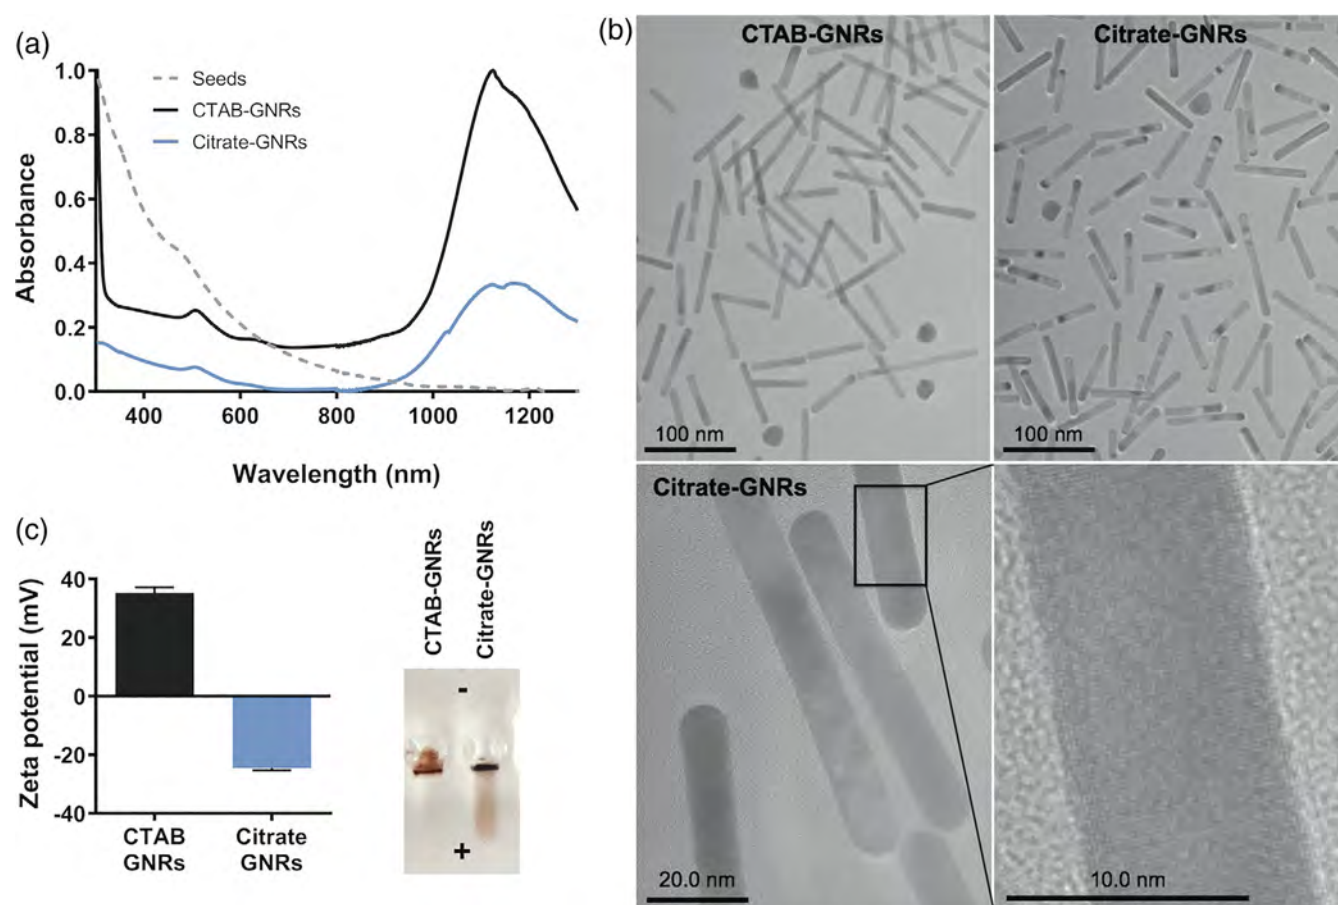 (a)
Seeds
CTAB-GNRs
Citrate-GNRs
1.0
0.8
0.6
0.4
0.2
0.0
Absorbance
400
600
800
1000
1200
Wavelength (nm)
(b)
CTAB-GNRs
Citrate-GNRs
100 nm
100 nm
Citrate-GNRs
20.0 nm
10.0 nm
(c)
40
20
0
-20
-40
Zeta potential (mV)
CTAB
GNRs
Citrate
GNRs
CTAB-GNRs
Citrate-GNRs
-
+